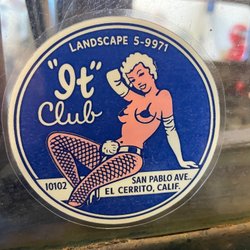 LANDSCAPE 5-9971
"It"
Club
10102
SAN PABLO AVE.,
EL CERRITO, CALIF.